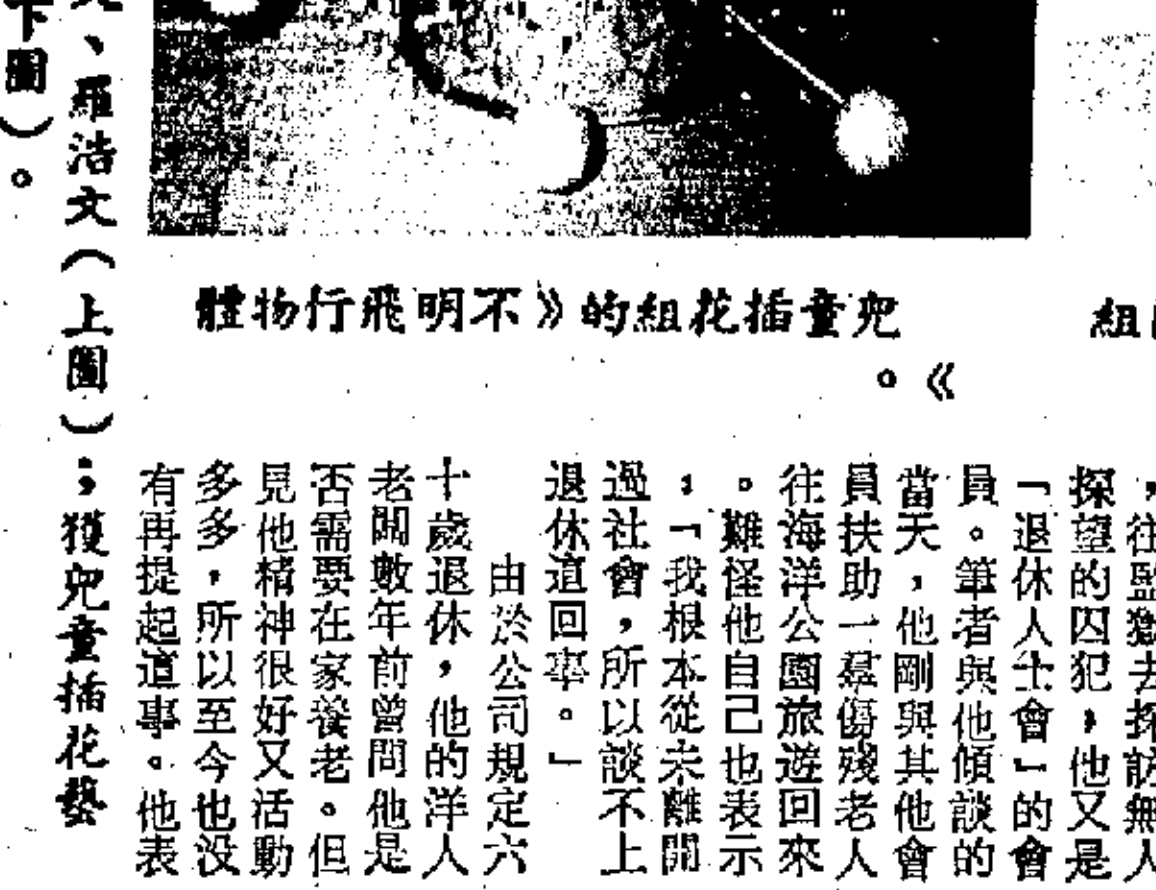 兒童插花組的《不明飛行物體
》。
，往監獄去探訪無人
探望的囚犯，他又是
「退休人士會」的會
員。筆者與他傾談的
當天，他剛與其他會
員扶助一羣傷殘老人
往海洋公園旅遊回來
。難怪他自己也表示
：「我根本從未離開
過社會，所以談不上
退休這回事。」
由於公司規定六
十歲退休，他的洋人
老闆數年前曾問他是
否需要在家養老。但
見他精神很好又活動
多多，所以至今也沒
有再提起這事。他表
、羅浩文（上圖）；獲兒童插花藝
下圖）。
組